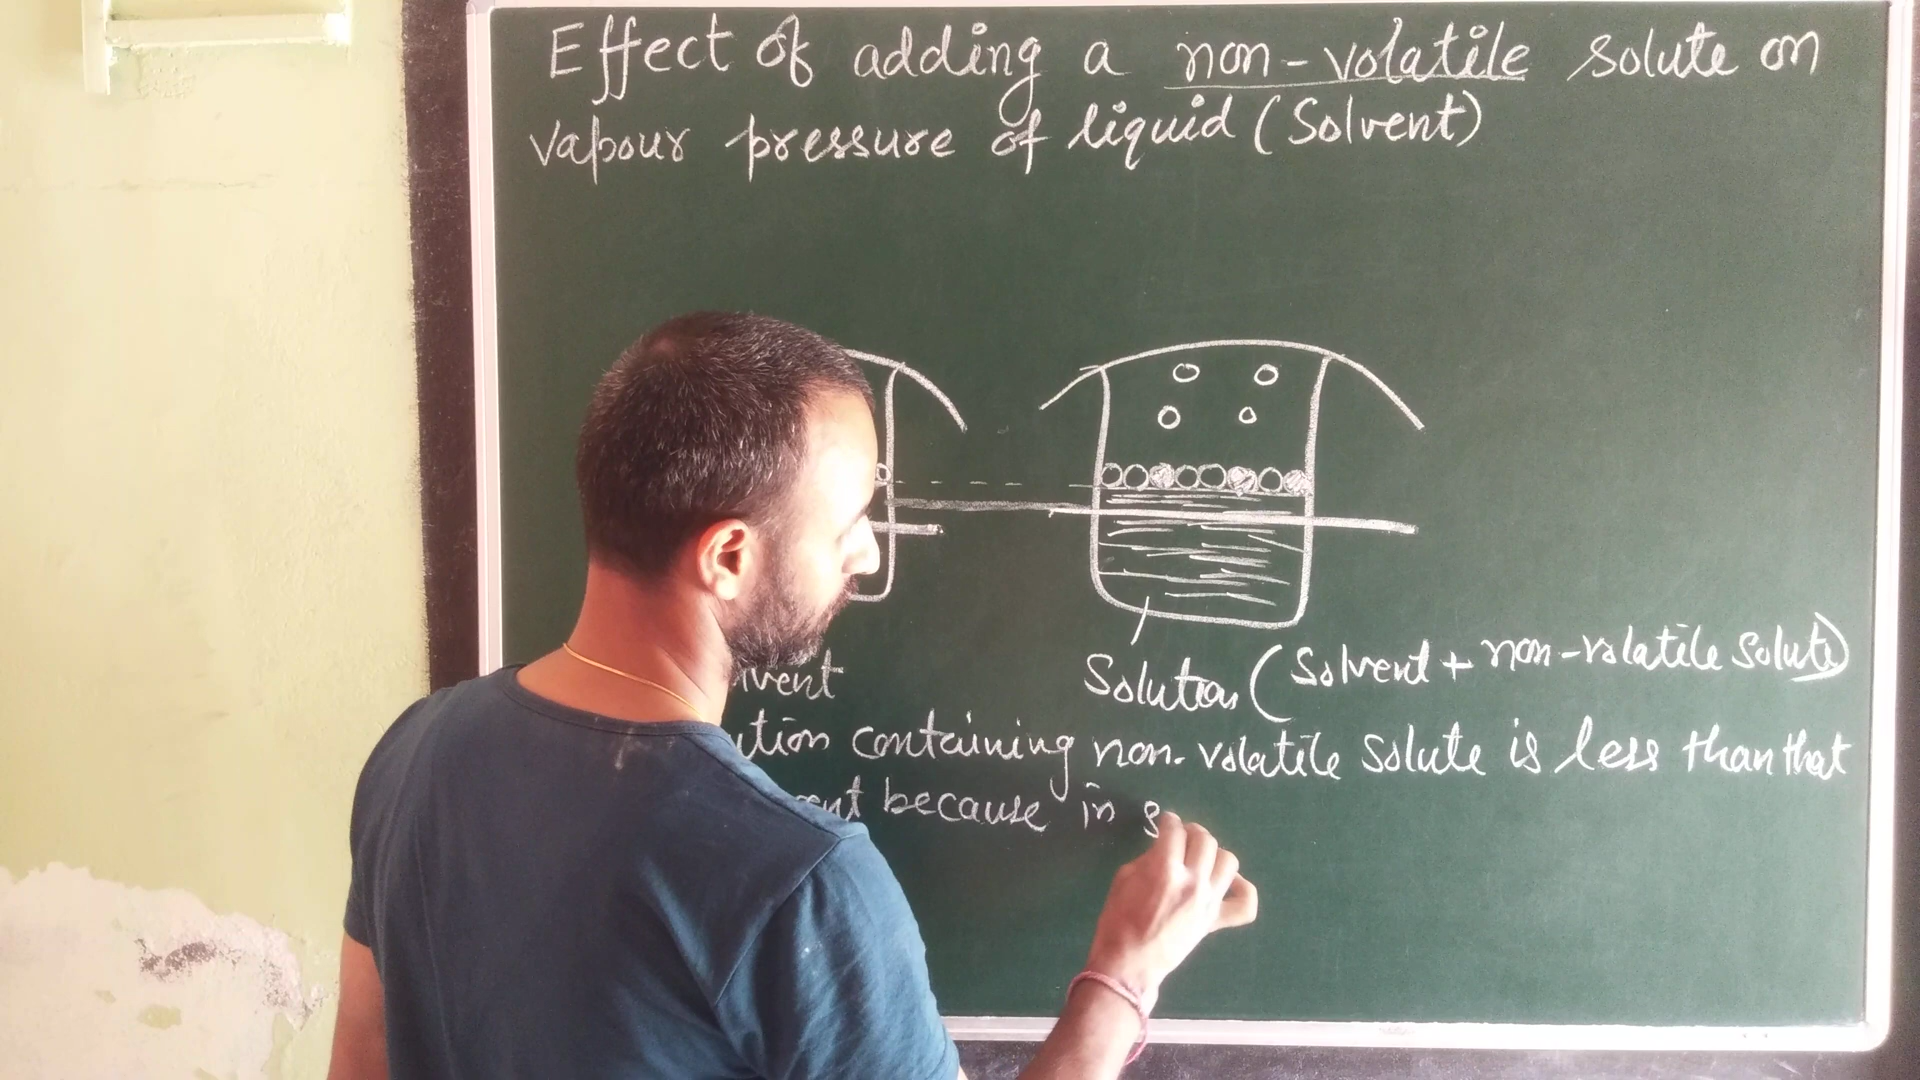 Effect of adding a non-volatile solute on
vapour pressure of liquid (Solvent)
Solution (Solvent + non-volatile solute)
containing non-volatile solute is less than that
because in